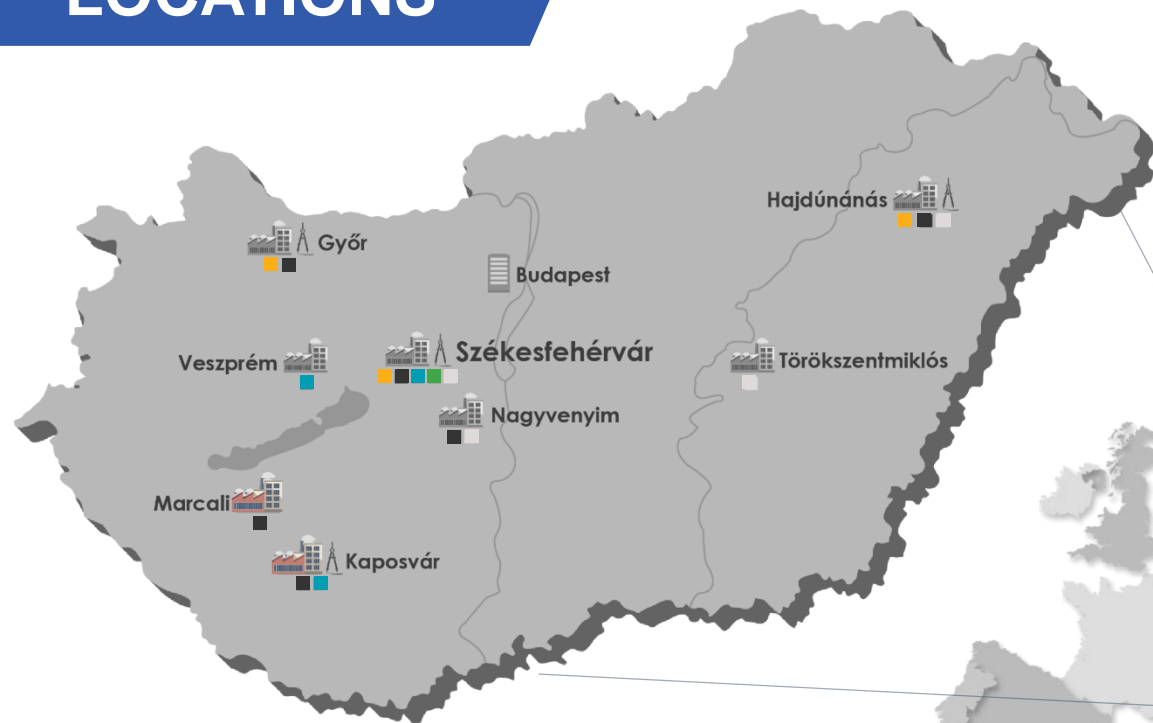 LOCATIONS
Hajdúnánás
Győr
Budapest
Székesfehérvár
Veszprém
Törökszentmiklós
Nagyvenyim
Marcali
Kaposvár